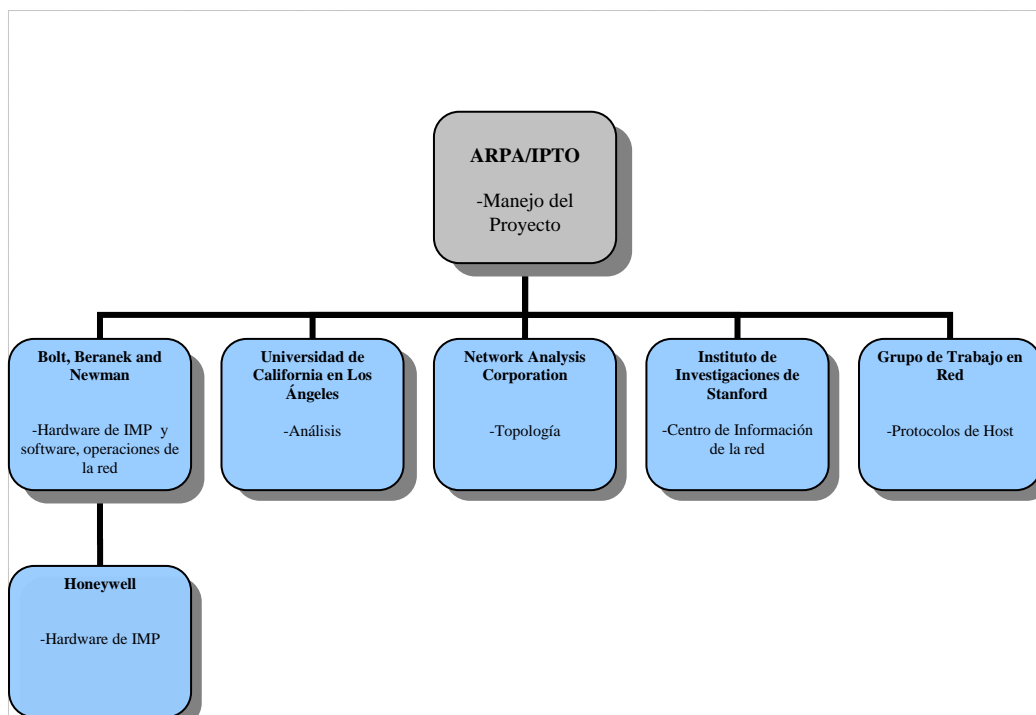 ARPA/IPTO
-Manejo del
Proyecto
Bolt, Beranek and
Newman
-Hardware de IMP y
software, operaciones de
la red
Universidad de
California en Los
Ángeles
-Análisis
Network Analysis
Corporation
-Topología
Instituto de
Investigaciones de
Stanford
-Centro de Información
de la red
Grupo de Trabajo en
Red
-Protocolos de Host
Honeywell
-Hardware de IMP